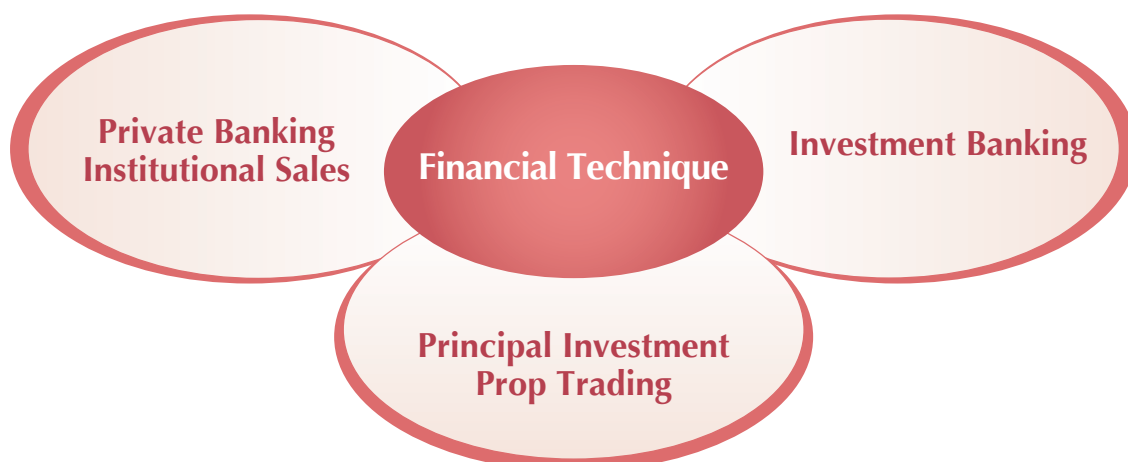 Private Banking
Institutional Sales
Financial Technique
Investment Banking
Principal Investment
Prop Trading